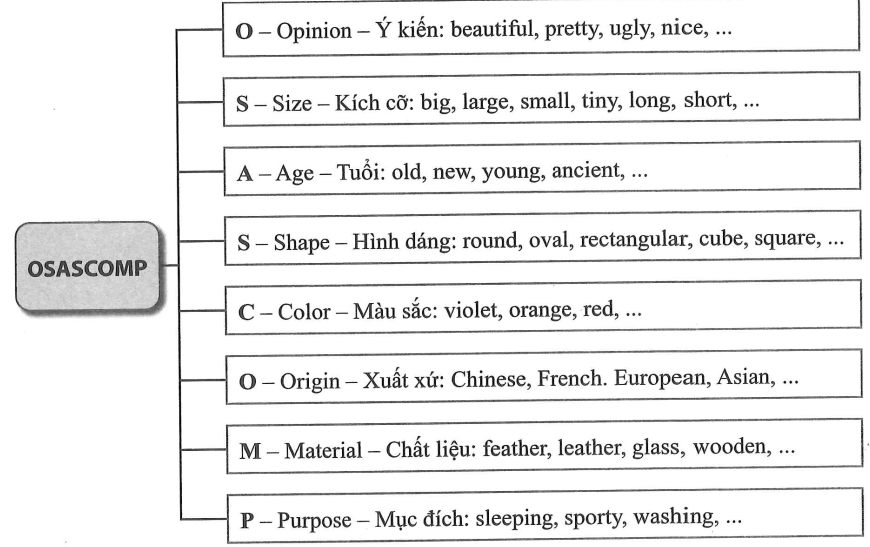 O – Opinion – Ý kiến: beautiful, pretty, ugly, nice, ...
S – Size – Kích cỡ: big, large, small, tiny, long, short, ...
A – Age – Tuổi: old, new, young, ancient, ...
S – Shape – Hình dáng: round, oval, rectangular, cube, square, ...
OSASCOMP
C – Color – Màu sắc: violet, orange, red, ...
O – Origin – Xuất xứ: Chinese, French. European, Asian, ...
M – Material – Chất liệu: feather, leather, glass, wooden, ...
P – Purpose – Mục đích: sleeping, sporty, washing, ...